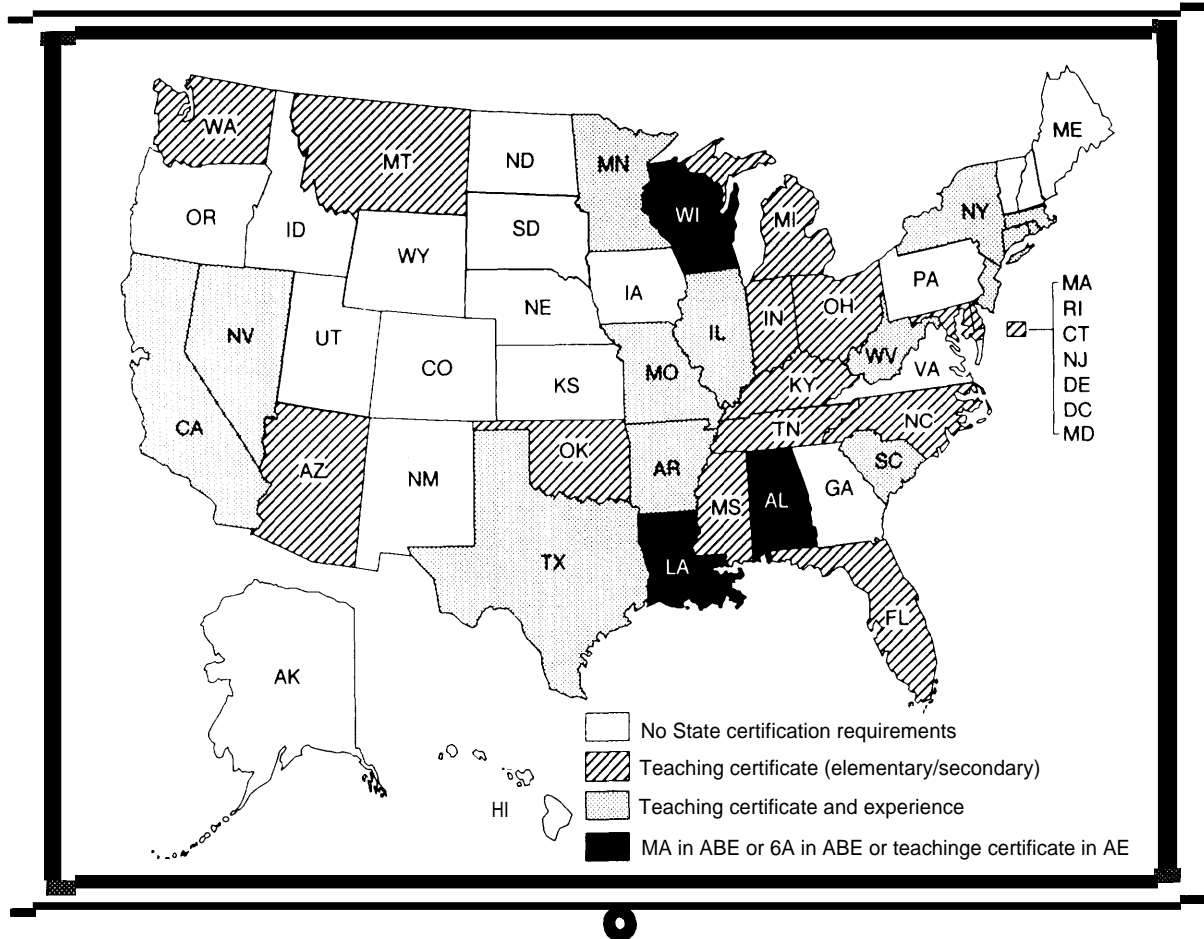 ME
WA
MT
ND
MN
OR
ID
SD
WI
MI
NY
WY
IA
PA
MA
RI
CT
NJ
DE
DC
MD
NE
NV
UT
CO
KS
MO
IL
IN
OH
WV
VA
KY
CA
AZ
NM
OK
AR
TN
NC
SC
MS
AL
GA
TX
LA
FL
AK
HI
No State certification requirements
Teaching certificate (elementary/secondary)
Teaching certificate and experience
MA in ABE or 6A in ABE or teachinge certificate in AE